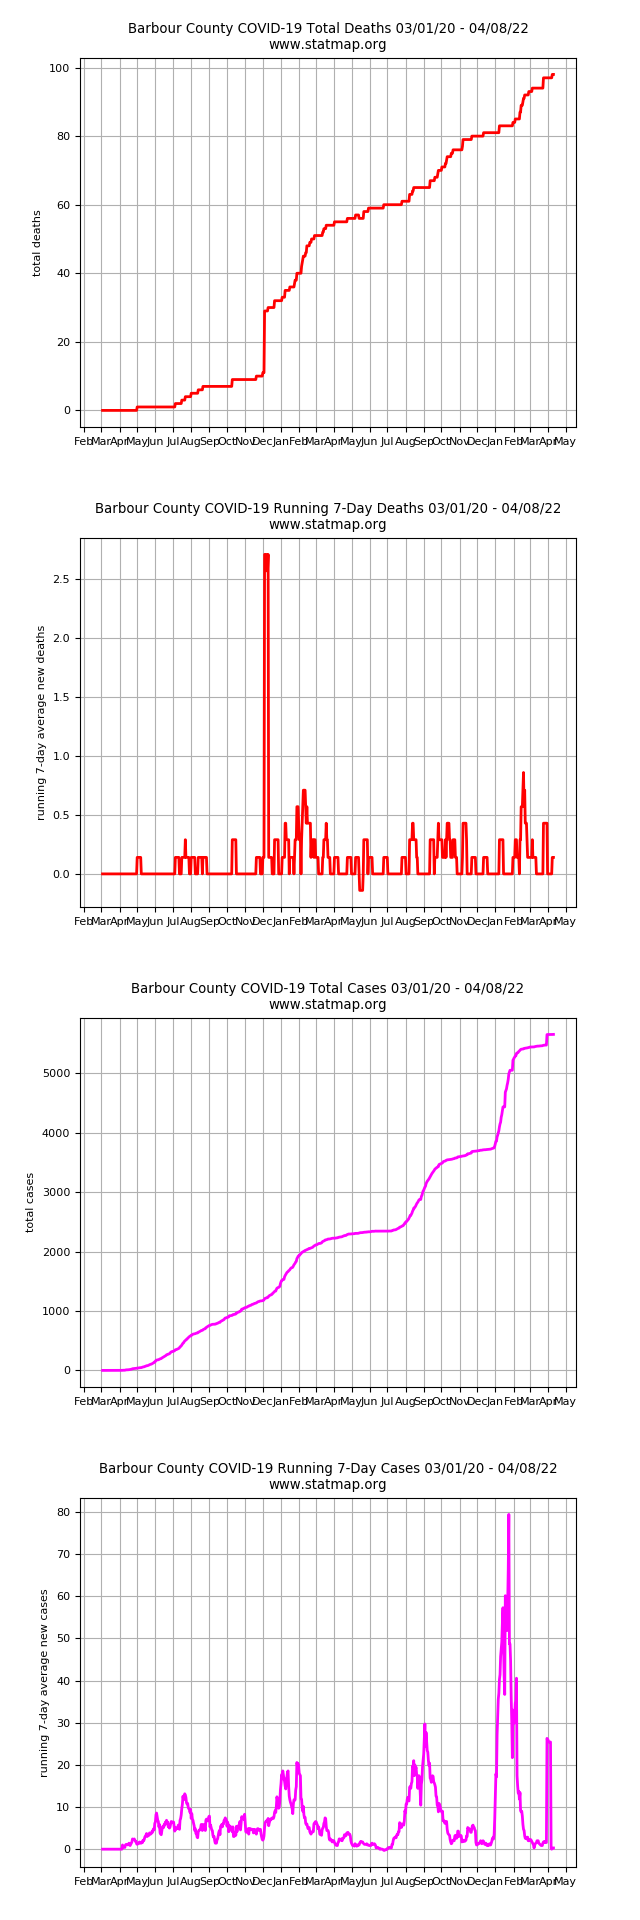 Barbour County COVID-19 Total Deaths 03/01/20 - 04/08/22
www.statmap.org
100
80
60
40
20
0
total deaths
Feb Mar Apr May Jun Jul Aug Sep Oct Nov Dec Jan Feb Mar Apr May Jun Jul Aug Sep Oct Nov Dec Jan Feb Mar Apr May
Barbour County COVID-19 Running 7-Day Deaths 03/01/20 - 04/08/22
www.statmap.org
2.5
2.0
1.5
1.0
0.5
0.0
running 7-day average new deaths
Feb Mar Apr May Jun Jul Aug Sep Oct Nov Dec Jan Feb Mar Apr May Jun Jul Aug Sep Oct Nov Dec Jan Feb Mar Apr May
Barbour County COVID-19 Total Cases 03/01/20 - 04/08/22
www.statmap.org
5000
4000
3000
2000
1000
0
total cases
Feb Mar Apr May Jun Jul Aug Sep Oct Nov Dec Jan Feb Mar Apr May Jun Jul Aug Sep Oct Nov Dec Jan Feb Mar Apr May
Barbour County COVID-19 Running 7-Day Cases 03/01/20 - 04/08/22
www.statmap.org
80
70
60
50
40
30
20
10
0
running 7-day average new cases
Feb Mar Apr May Jun Jul Aug Sep Oct Nov Dec Jan Feb Mar Apr May Jun Jul Aug Sep Oct Nov Dec Jan Feb Mar Apr May